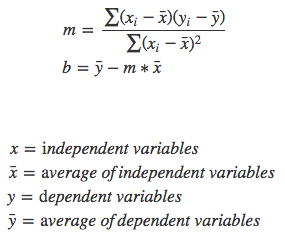 m = ∑(xᵢ − x̄)(yᵢ − ȳ) / ∑(xᵢ − x̄)²
b = ȳ − m * x̄
x = independent variables
x̄ = average of independent variables
y = dependent variables
ȳ = average of dependent variables